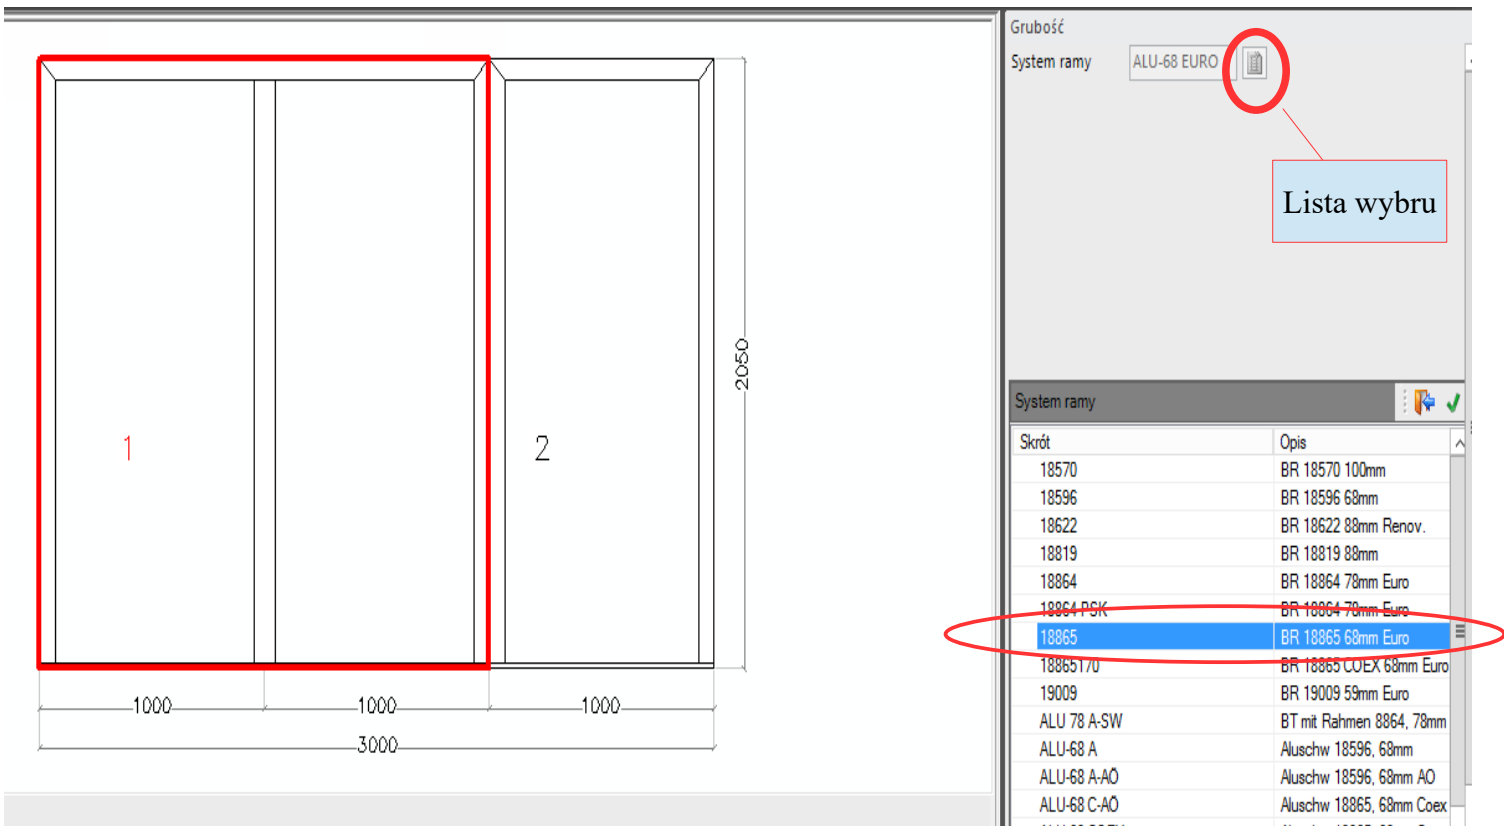 Grubość
System ramy ALU-68 EURO
Lista wybru
1
2
2050
1000 1000 1000
3000
System ramy
Skrót Opis
18570 BR 18570 100mm
18596 BR 18596 68mm
18622 BR 18622 88mm Renov.
18819 BR 18819 88mm
18864 BR 18864 78mm Euro
18864 PSK BR 18864 78mm Euro
18865 BR 18865 68mm Euro
18865170 BR 18865 COEX 68mm Euro
19009 BR 19009 59mm Euro
ALU 78 A-SW BT mit Rahmen 8864, 78mm
ALU-68 A Aluschw 18596, 68mm
ALU-68 A-AÖ Aluschw 18596, 68mm AO
ALU-68 C-AÖ Aluschw 18865, 68mm Coex